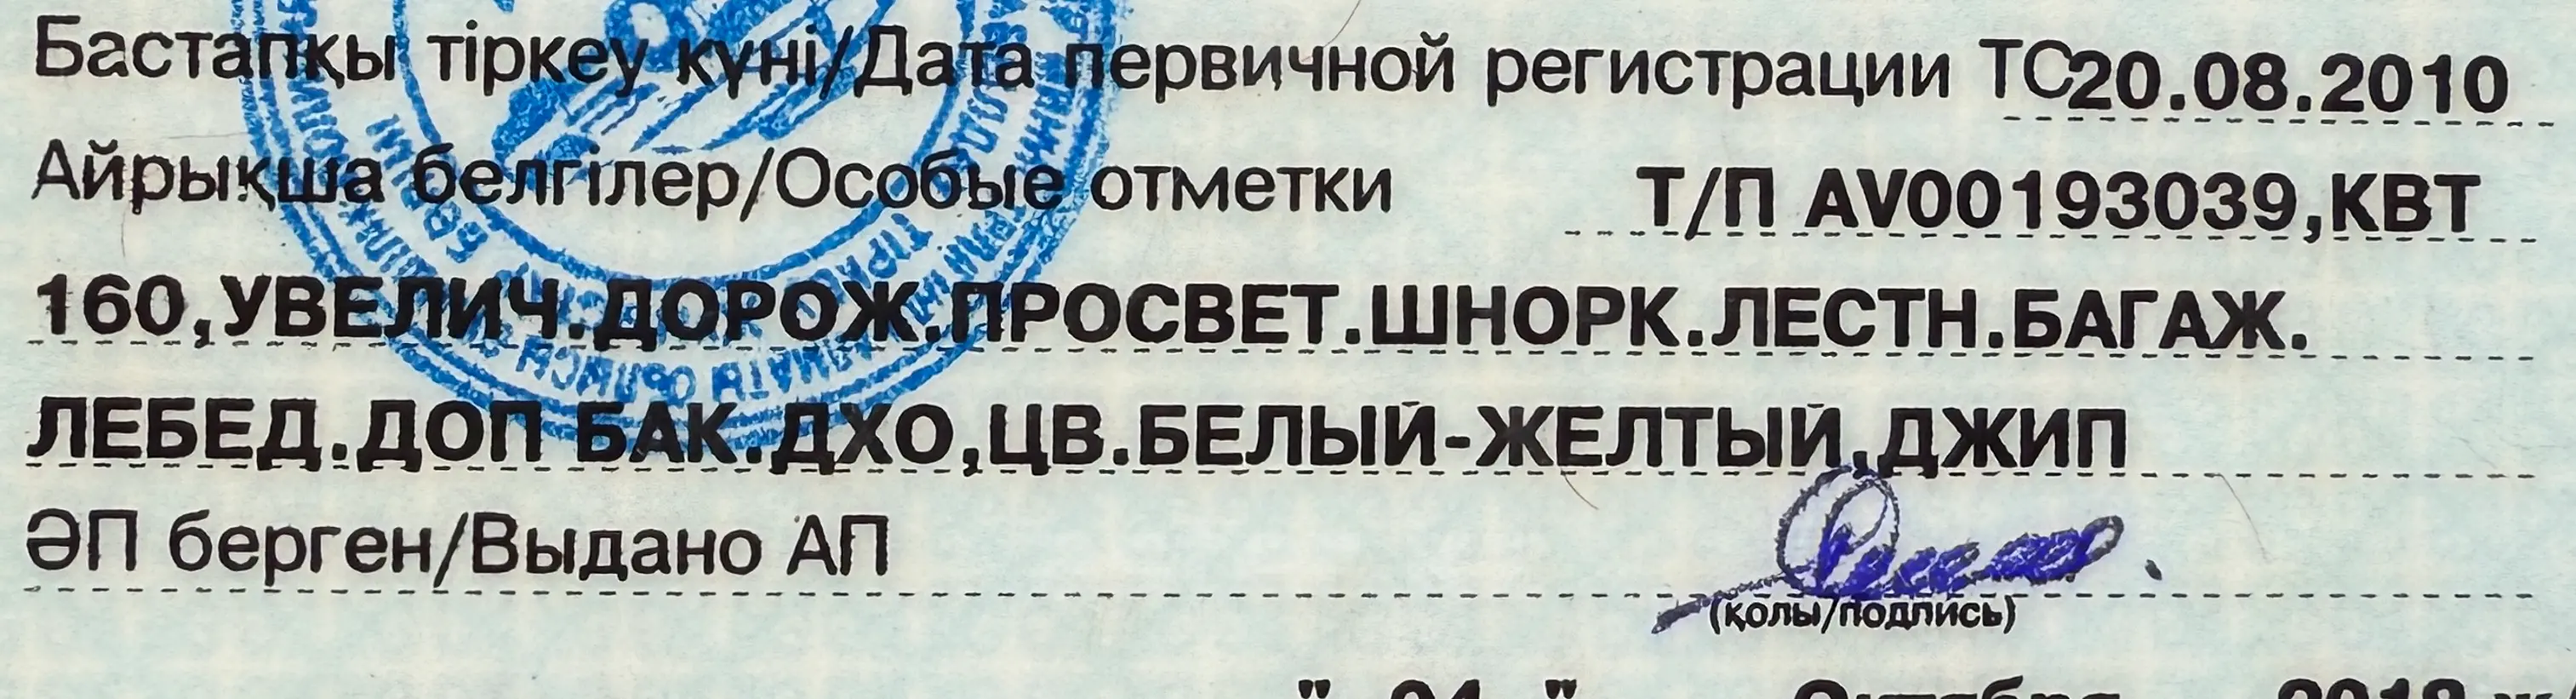 Бастапқы тіркеу күні/Дата первичной регистрации ТС20.08.2010
Айрықша белгілер/Особые отметки Т/П AV00193039,КВТ
160,УВЕЛИЧ.ДОРОЖ.ПРОСВЕТ.ШНОРК.ЛЕСТН.БАГАЖ.
ЛЕБЕД.ДОП БАК.ДХО,ЦВ.БЕЛЫЙ-ЖЕЛТЫЙ,ДЖИП
ӘП берген/Выдано АП
(қолы/подпись)